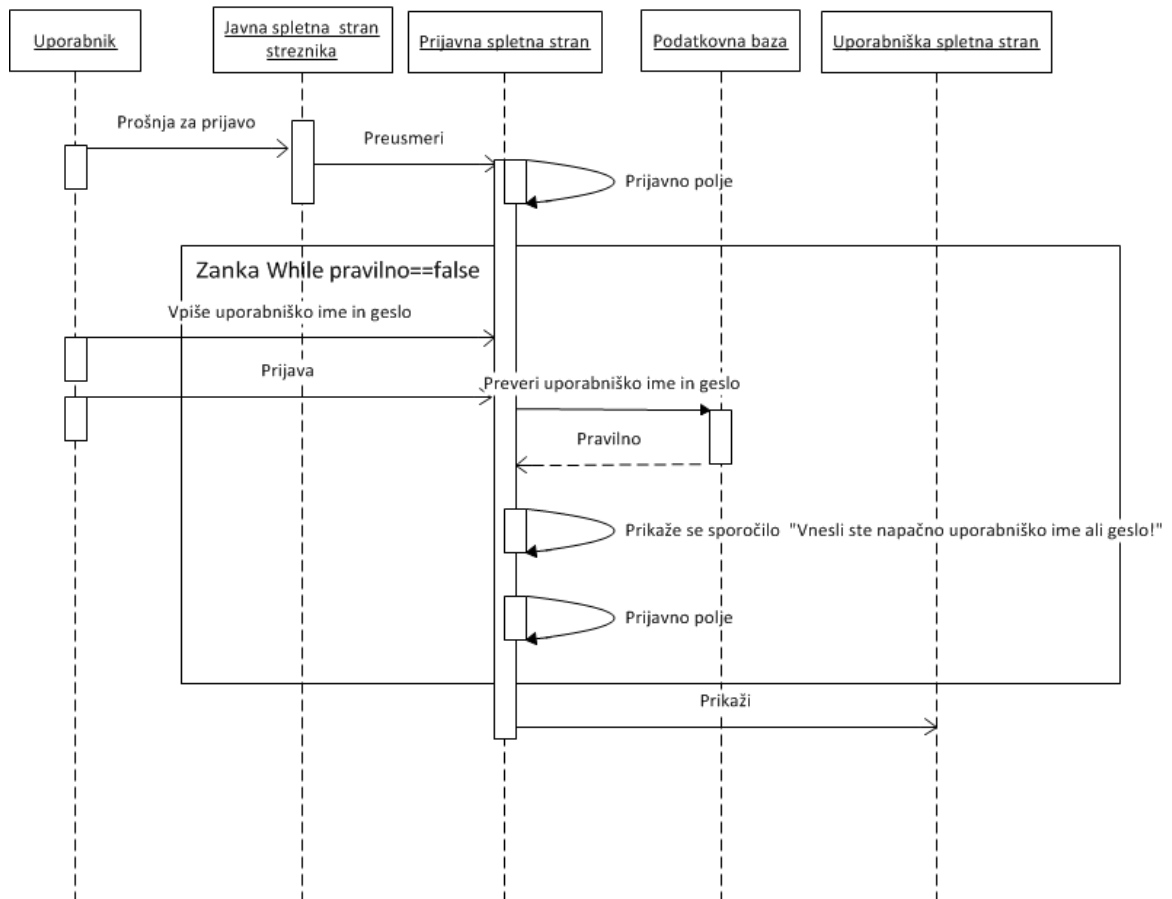 Uporabnik
Javna spletna stran
streznika
Prijavna spletna stran
Podatkovna baza
Uporabniška spletna stran
Prošnja za prijavo
Preusmeri
Prijavno polje
Zanka While pravilno==false
Vpiše uporabniško ime in geslo
Prijava
Preveri uporabniško ime in geslo
Pravilno
Prikaže se sporočilo "Vnesli ste napačno uporabniško ime ali geslo!"
Prijavno polje
Prikaži